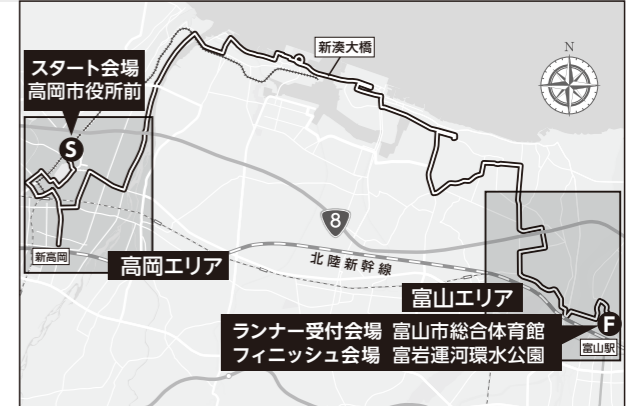 スタート会場
高岡市役所前
新湊大橋
N
S
8
新高岡
高岡エリア
北陸新幹線
富山エリア
ランナー受付会場 富山市総合体育館
フィニッシュ会場 富岩運河環水公園
F
富山駅